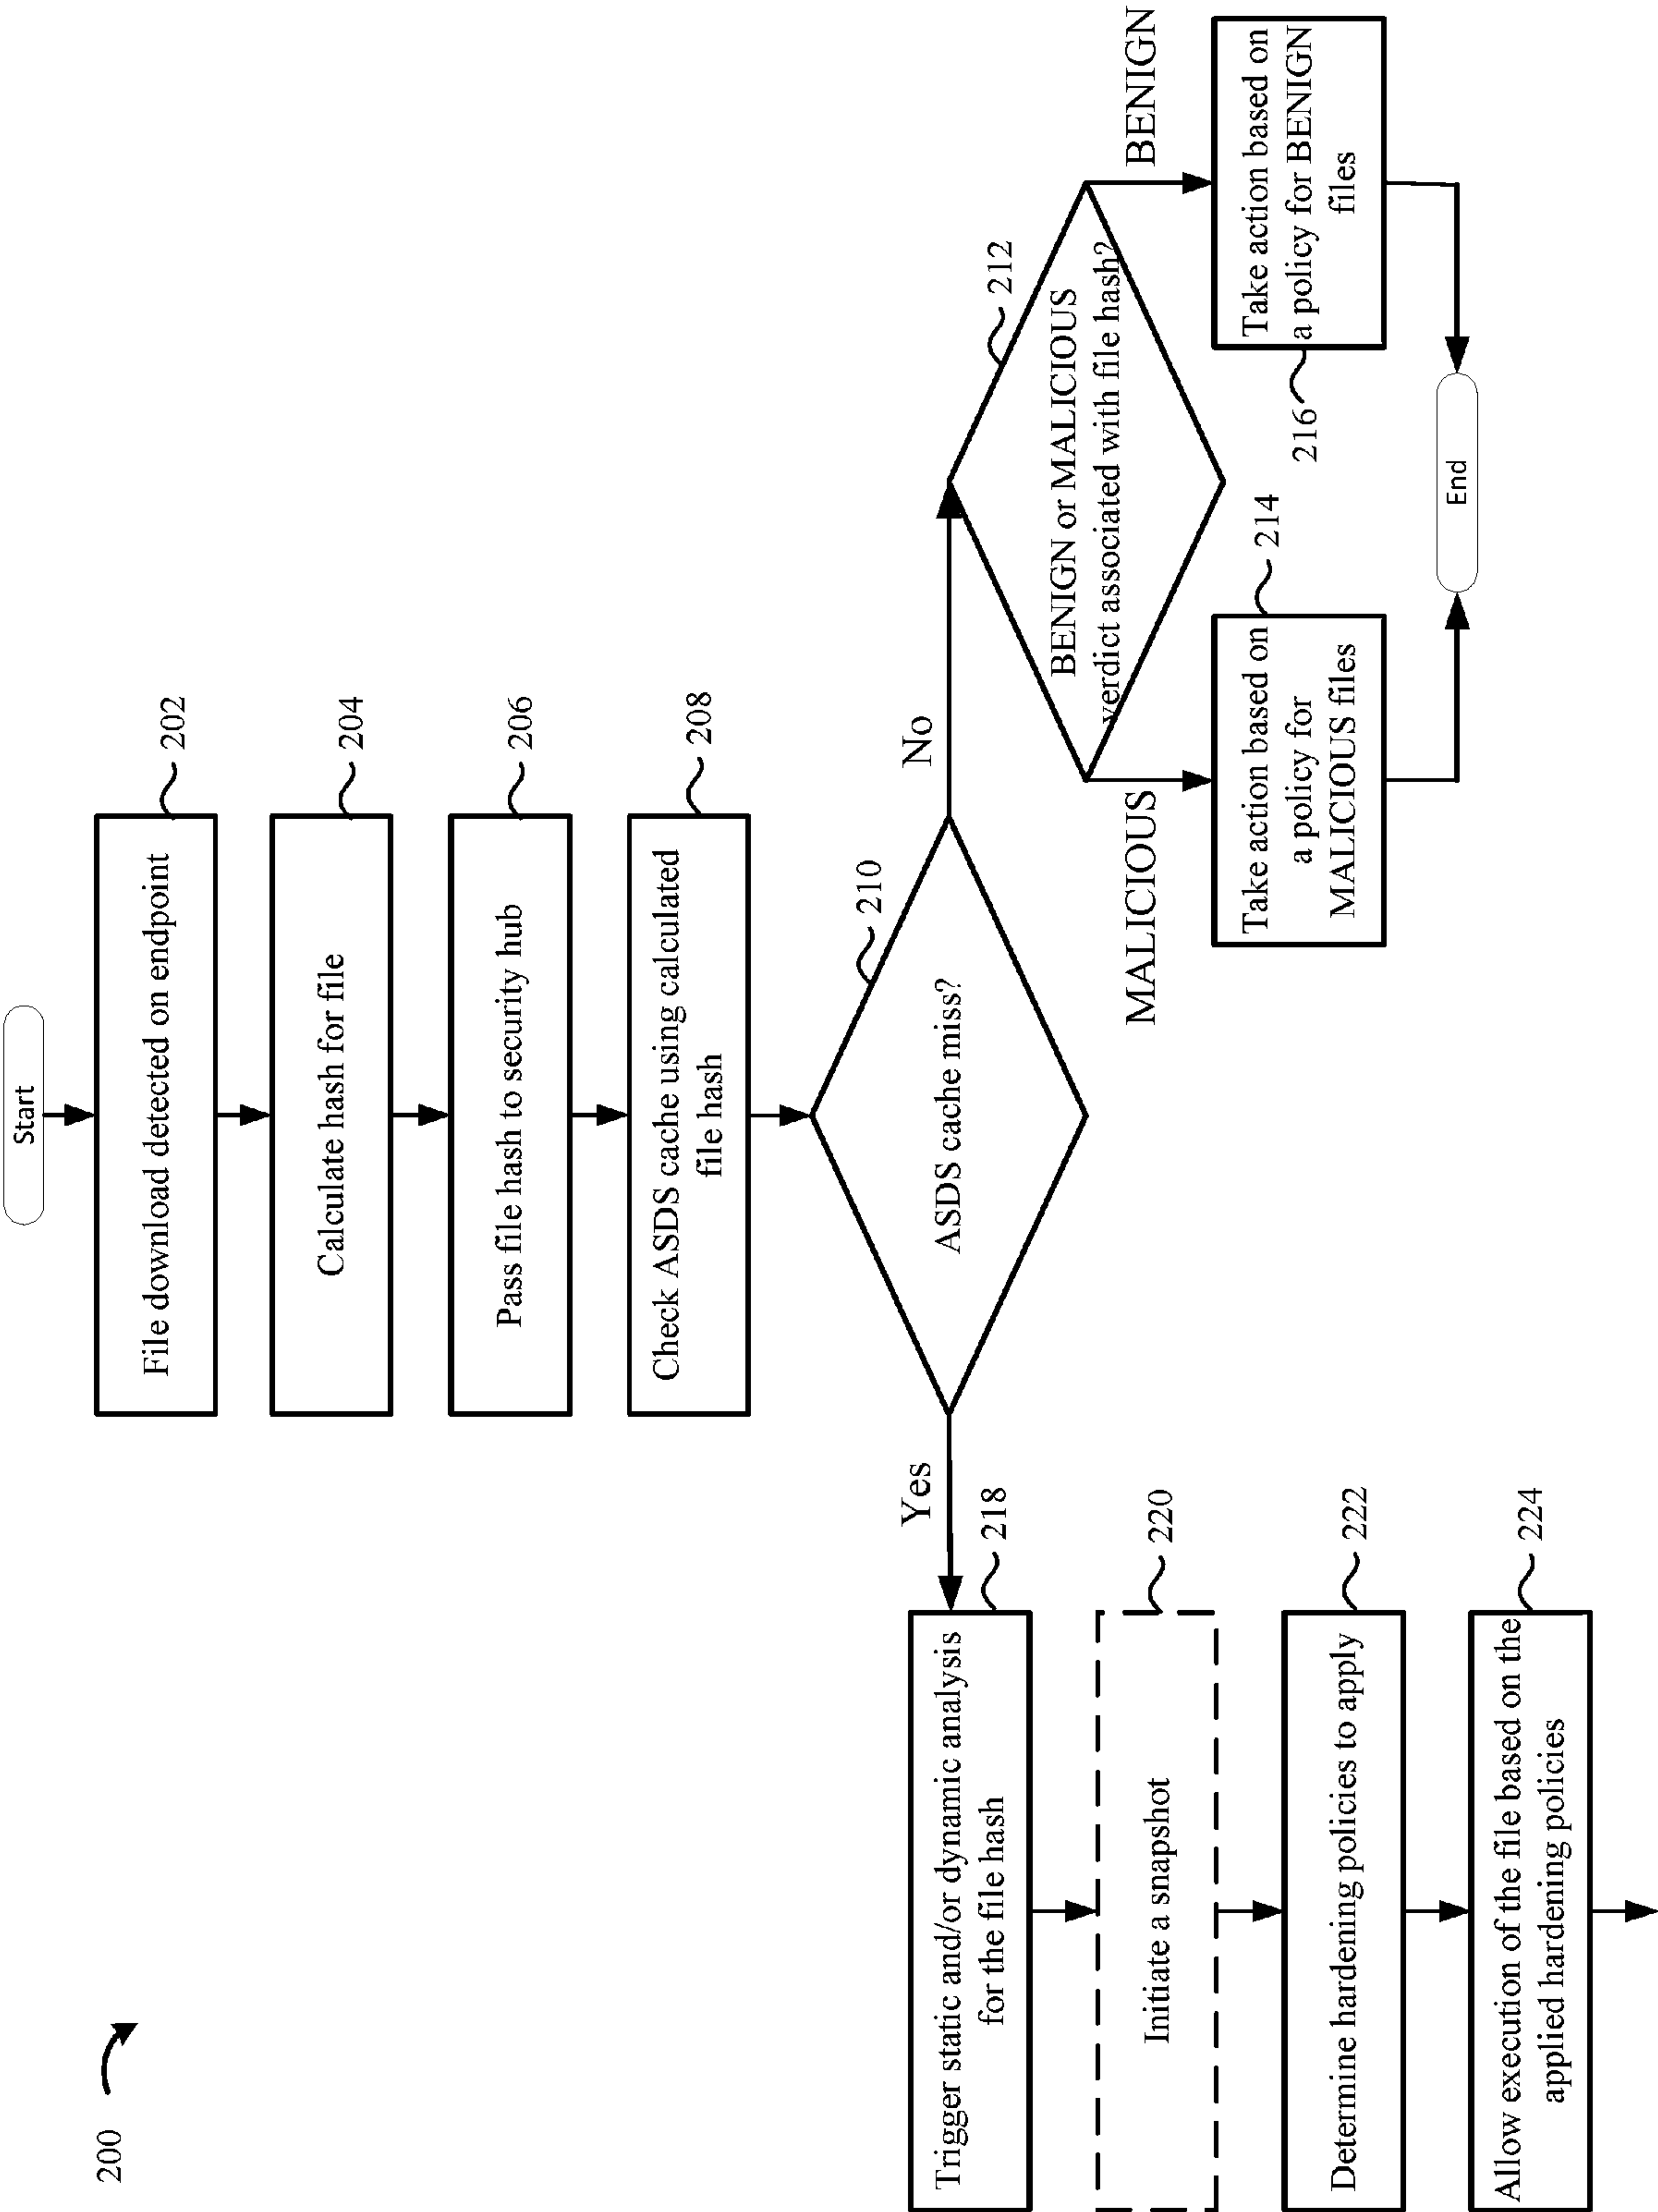 200
Start
File download detected on endpoint
202
Calculate hash for file
204
Pass file hash to security hub
206
Check ASDS cache using calculated
file hash
208
ASDS cache miss?
210
Yes
No
BENIGN or MALICIOUS
verdict associated with file hash?
212
MALICIOUS
BENIGN
Take action based on
a policy for
MALICIOUS files
214
Take action based on
a policy for BENIGN
files
216
End
Trigger static and/or dynamic analysis
for the file hash
218
Initiate a snapshot
220
Determine hardening policies to apply
222
Allow execution of the file based on the
applied hardening policies
224